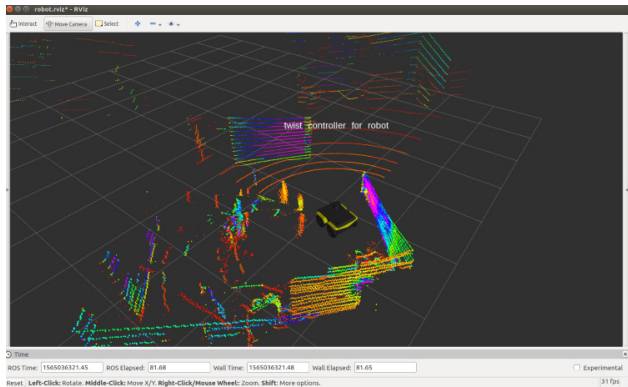 robot.rviz* - RViz
Interact Move Camera Select
twist controller for robot
Time
ROS Time: 1565036321.45 ROS Elapsed: 81.68 Wall Time: 1565036321.48 Wall Elapsed: 81.65 Experimental
Reset Left-Click: Rotate. Middle-Click: Move X/Y. Right-Click/Mouse Wheel: Zoom. Shift: More options. 31 fps